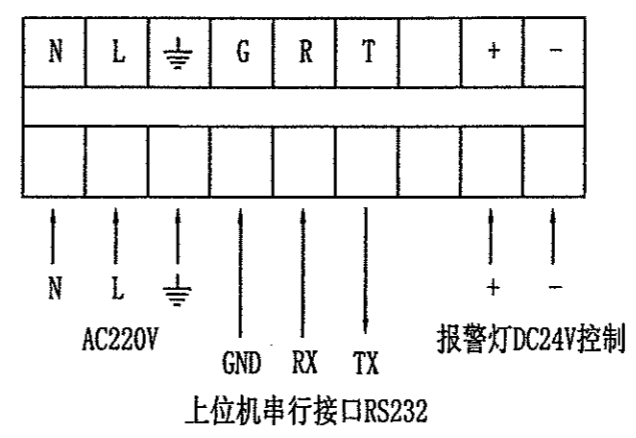 N L ⏚ G R T + -
N L ⏚ + -
AC220V 报警灯DC24V控制
GND RX TX
上位机串行接口RS232